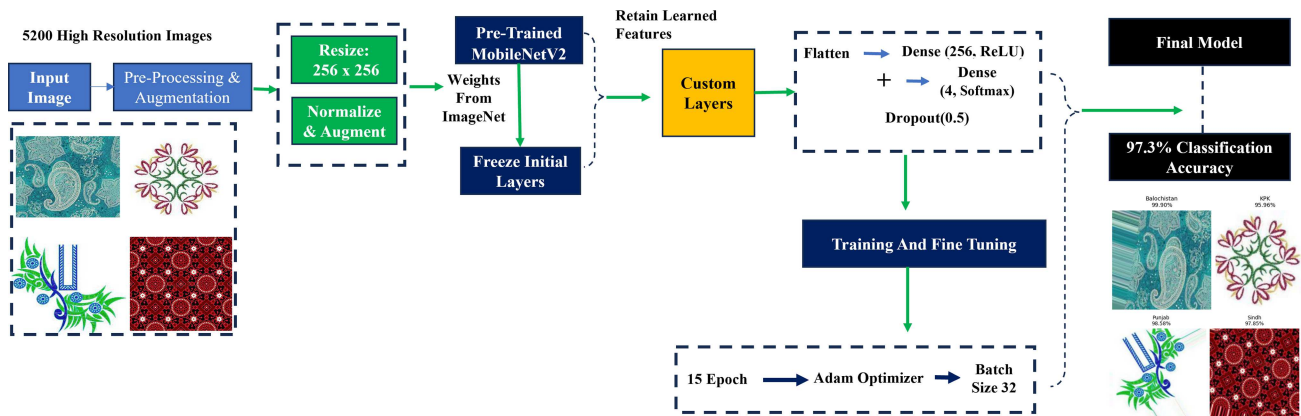 5200 High Resolution Images
Input
Image
Pre-Processing &
Augmentation
Resize:
256 x 256
Normalize
& Augment
Pre-Trained
MobileNetV2
Weights
From
ImageNet
Freeze Initial
Layers
Retain Learned
Features
Custom
Layers
Flatten
Dense (256, ReLU)
+
Dense
(4, Softmax)
Dropout(0.5)
Training And Fine Tuning
15 Epoch
Adam Optimizer
Batch
Size 32
Final Model
97.3% Classification
Accuracy
Balochistan
99.90%
KPK
95.96%
Punjab
98.58%
Sindh
97.85%